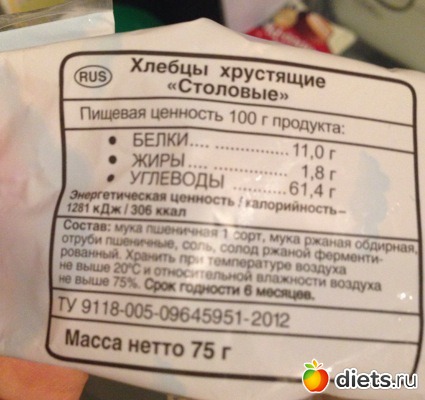 RUS
Хлебцы хрустящие
«Столовые»
Пищевая ценность 100 г продукта:
• БЕЛКИ.... 11,0 г
• ЖИРЫ.... 1,8 г
• УГЛЕВОДЫ .... 61,4 г
Энергетическая ценность / калорийность–
1281 кДж / 306 ккал
Состав: мука пшеничная 1 сорт, мука ржаная обдирная,
отруби пшеничные, соль, солод ржаной ферменти-
рованный. Хранить при температуре воздуха
не выше 20°С и относительной влажности воздуха
не выше 75%. Срок годности 6 месяцев.
ТУ 9118-005-09645951-2012
Масса нетто 75 г
diets.ru